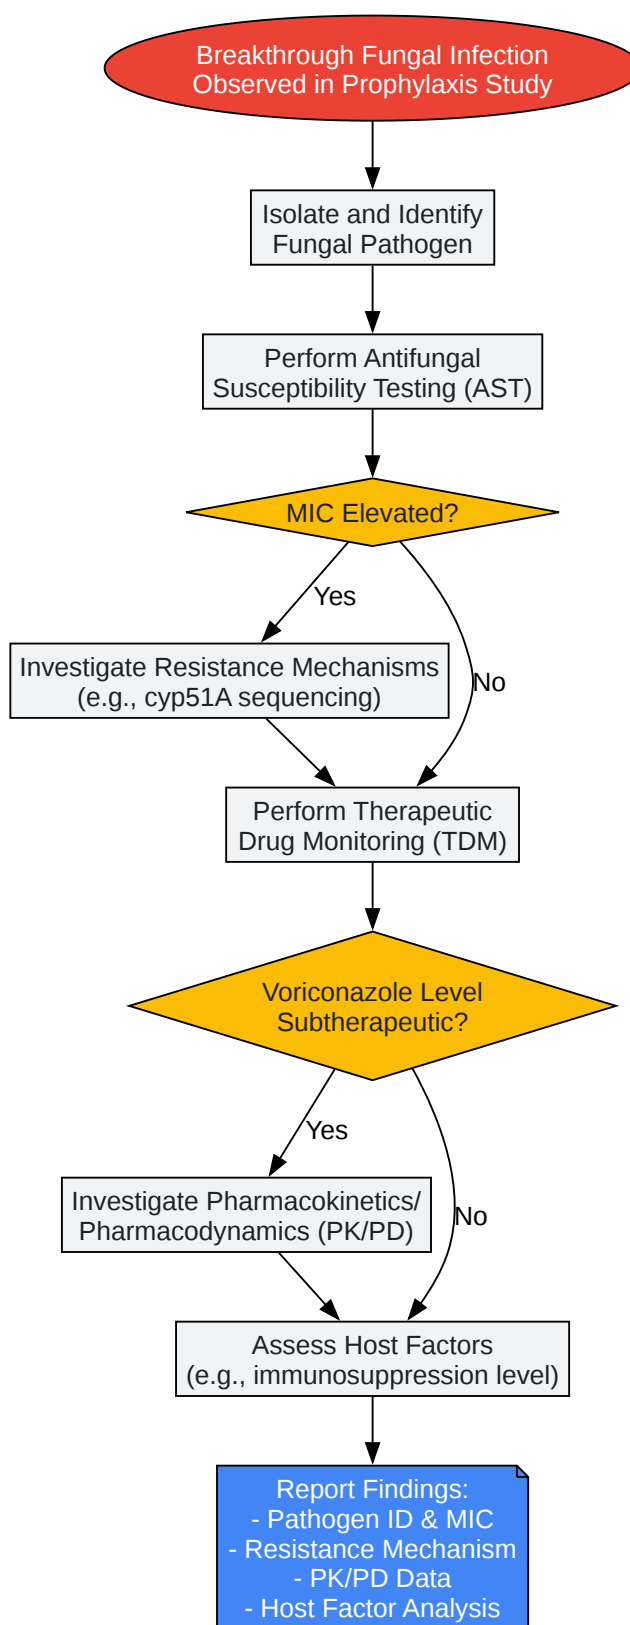 Breakthrough Fungal Infection
Observed in Prophylaxis Study
Isolate and Identify
Fungal Pathogen
Perform Antifungal
Susceptibility Testing (AST)
MIC Elevated?
Yes
Investigate Resistance Mechanisms
(e.g., cyp51A sequencing)
No
Perform Therapeutic
Drug Monitoring (TDM)
Voriconazole Level
Subtherapeutic?
Yes
Investigate Pharmacokinetics/
Pharmacodynamics (PK/PD)
No
Assess Host Factors
(e.g., immunosuppression level)
Report Findings:
- Pathogen ID & MIC
- Resistance Mechanism
- PK/PD Data
- Host Factor Analysis